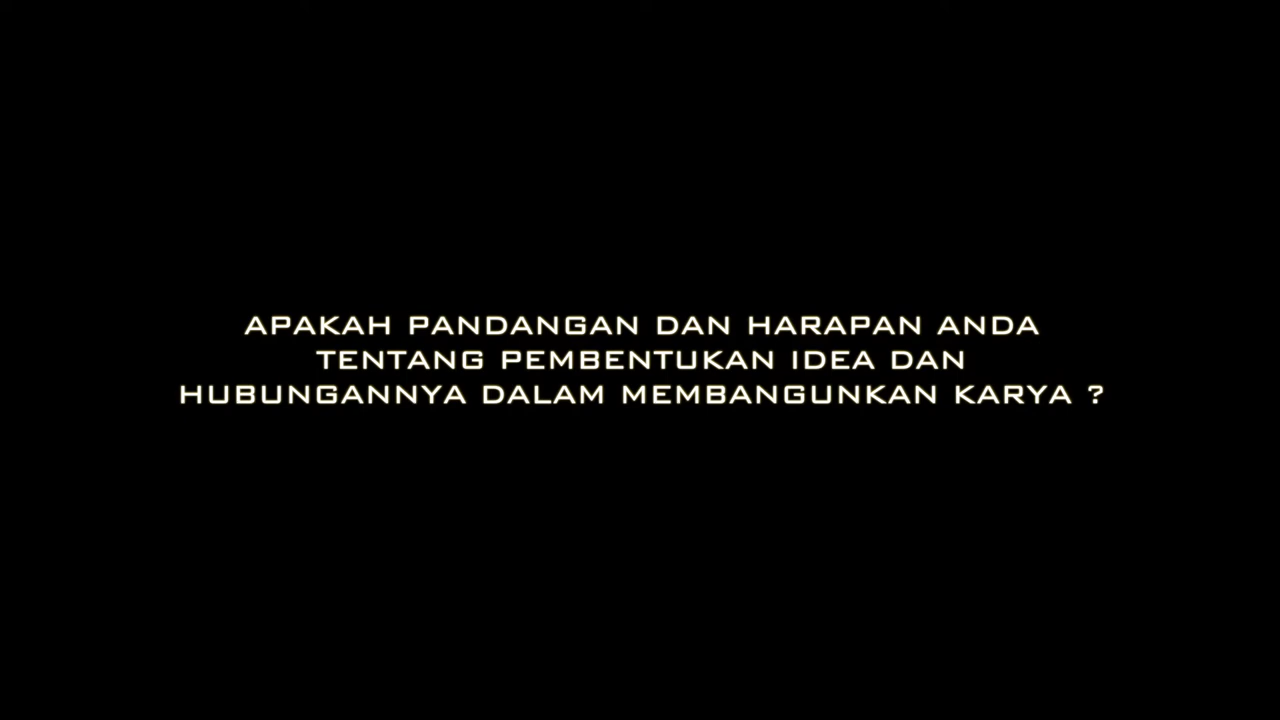 APAKAH PANDANGAN DAN HARAPAN ANDA
TENTANG PEMBENTUKAN IDEA DAN
HUBUNGANNYA DALAM MEMBANGUNKAN KARYA ?